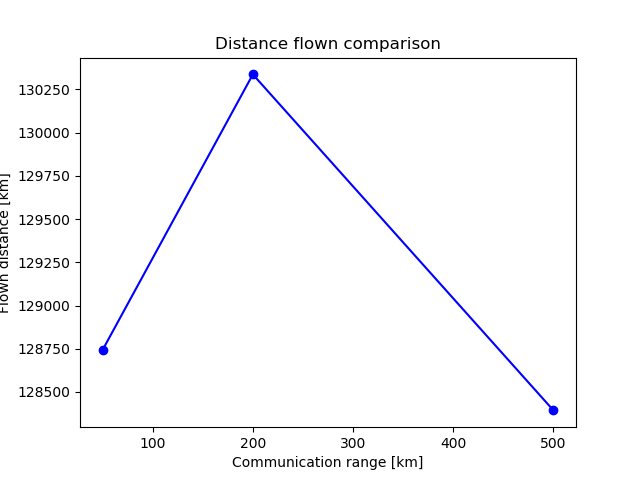 Distance flown comparison
Flown distance [km]
130250
130000
129750
129500
129250
129000
128750
128500
100 200 300 400 500
Communication range [km]